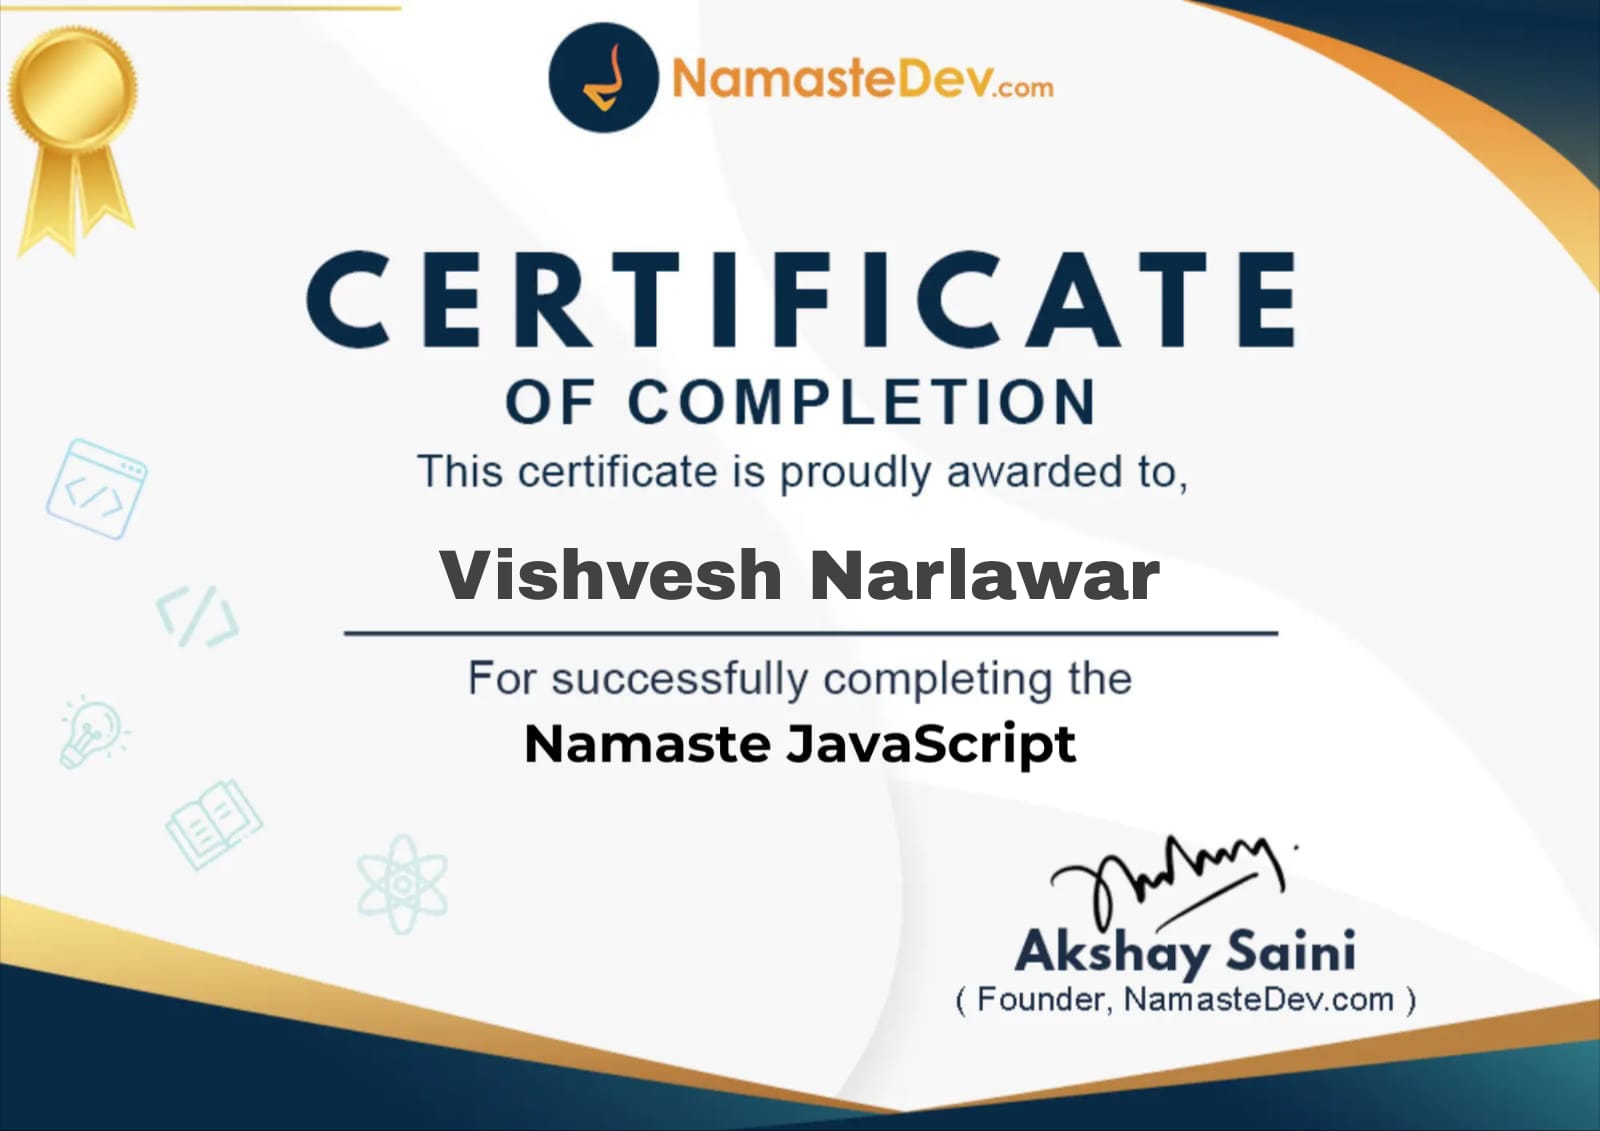 NamasteDev.com
CERTIFICATE
OF COMPLETION
This certificate is proudly awarded to,
Vishvesh Narlawar
For successfully completing the
Namaste JavaScript
Akshay Saini
( Founder, NamasteDev.com )